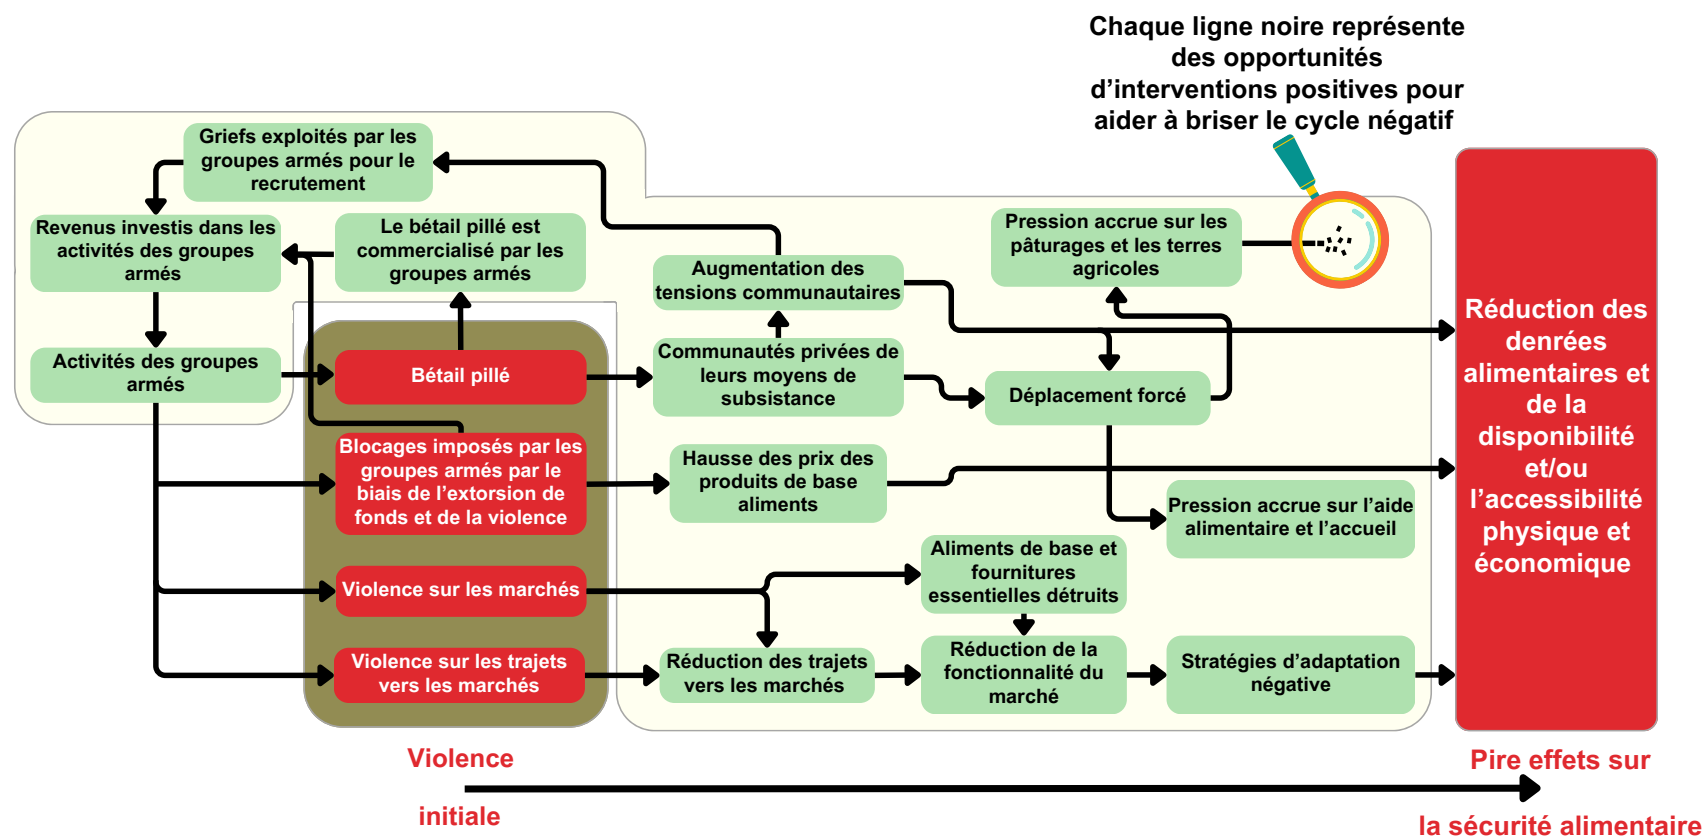 Chaque ligne noire représente
des opportunités
d’interventions positives pour
aider à briser le cycle négatif
Griefs exploités par les
groupes armés pour le
recrutement
Revenus investis dans les
activités des groupes
armés
Le bétail pillé est
commercialisé par les
groupes armés
Activités des groupes
armés
Bétail pillé
Blocages imposés par les
groupes armés par le
biais de l’extorsion de
fonds et de la violence
Violence sur les marchés
Violence sur les trajets
vers les marchés
Augmentation des
tensions communautaires
Communautés privées de
leurs moyens de
subsistance
Hausse des prix des
produits de base
aliments
Réduction des trajets
vers les marchés
Pression accrue sur les
pâturages et les terres
agricoles
Déplacement forcé
Pression accrue sur l’aide
alimentaire et l’accueil
Aliments de base et
fournitures
essentielles détruits
Réduction de la
fonctionnalité du
marché
Stratégies d’adaptation
négative
Réduction des
denrées
alimentaires et
de la
disponibilité
et/ou
l’accessibilité
physique et
économique
Violence
initiale
Pire effets sur
la sécurité alimentaire